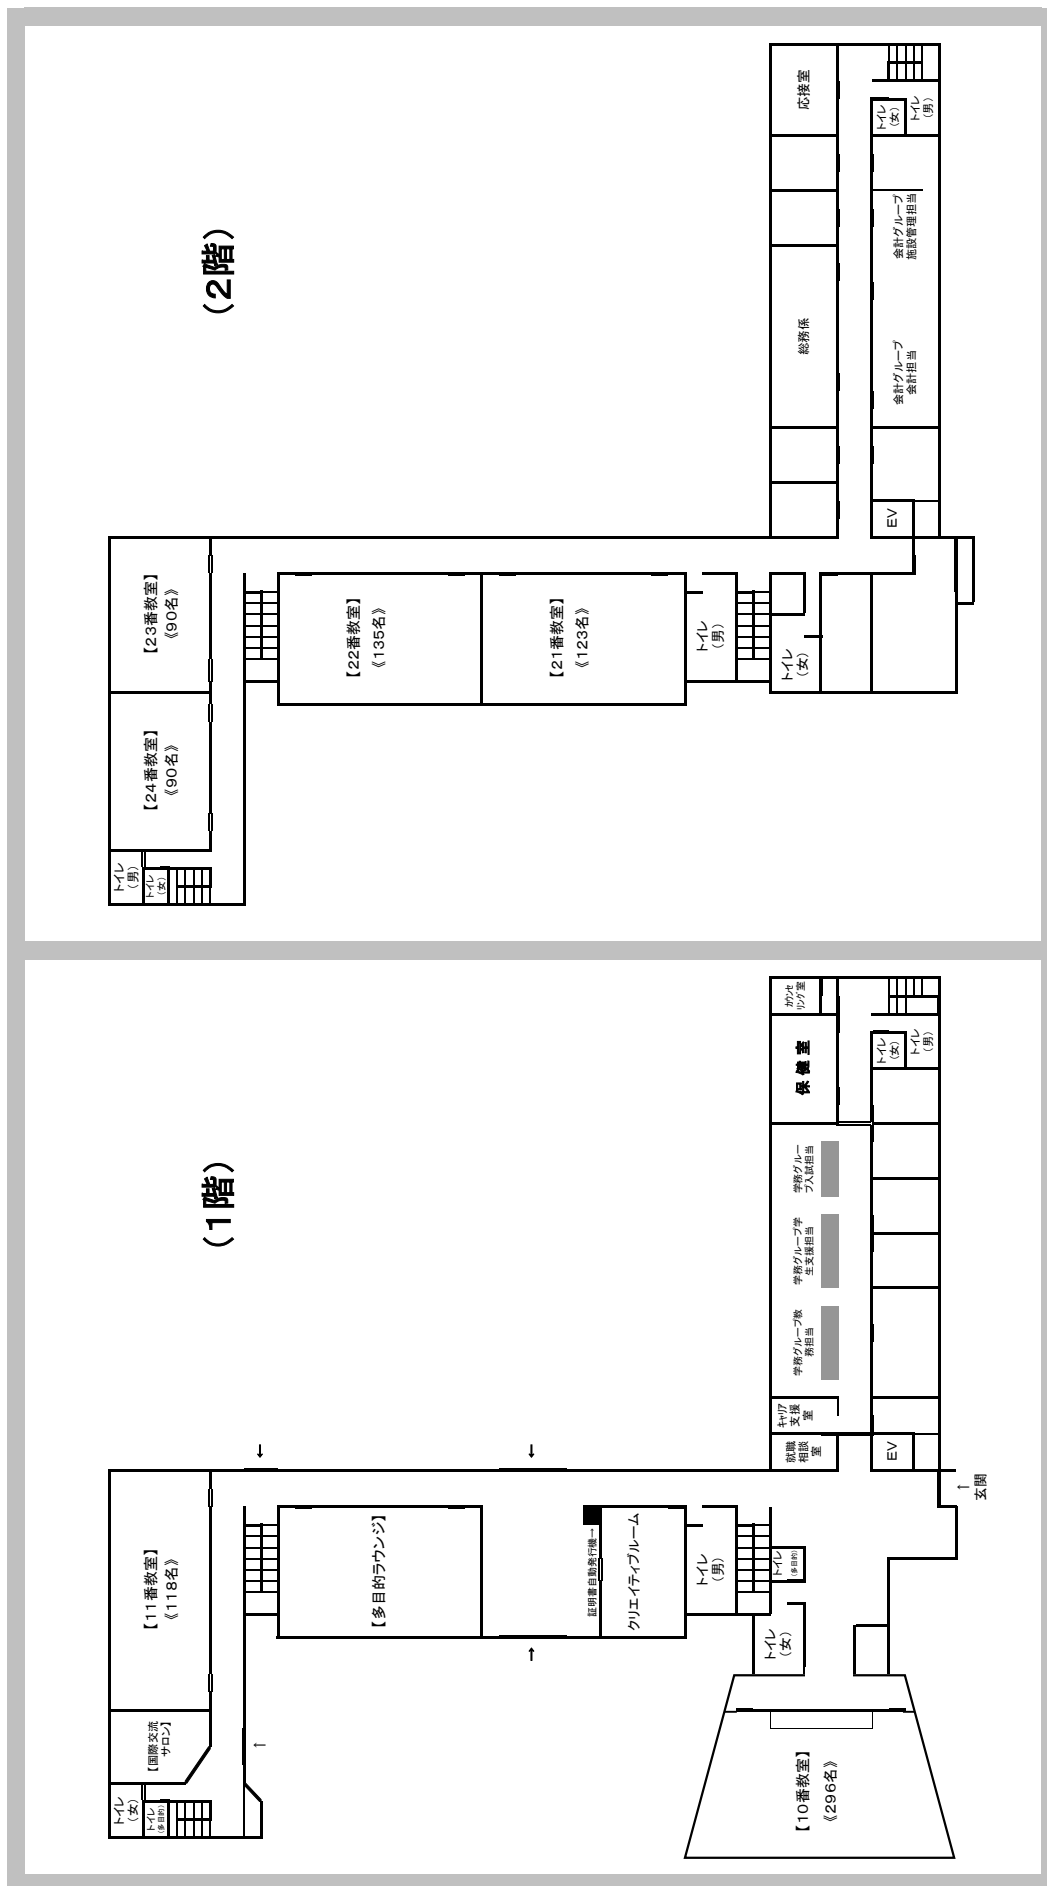 （2階）
応接室
トイレ
（女）
トイレ
（男）
会計グループ
施設管理担当
総務係
会計グループ
会計担当
EV
【23番教室】
《90名》
【22番教室】
《135名》
【21番教室】
《123名》
トイレ
（男）
トイレ
（女）
【24番教室】
《90名》
トイレ
（男）
トイレ
（女）
（1階）
カウンセ
リング室
保健室
トイレ
（女）
トイレ
（男）
学務グルー
プ入試担当
学務グループ学
生支援担当
学務グループ教
務担当
キャリア
支援
室
就職
相談
室
EV
↓
↓
↑
玄関
【11番教室】
《118名》
【多目的ラウンジ】
証明書自動発行機→
クリエイティブルーム
トイレ
（男）
トイレ
（多目的）
トイレ
（女）
↑
【国際交流
サロン】
↑
トイレ
（女）
トイレ
（多目的）
【10番教室】
《296名》